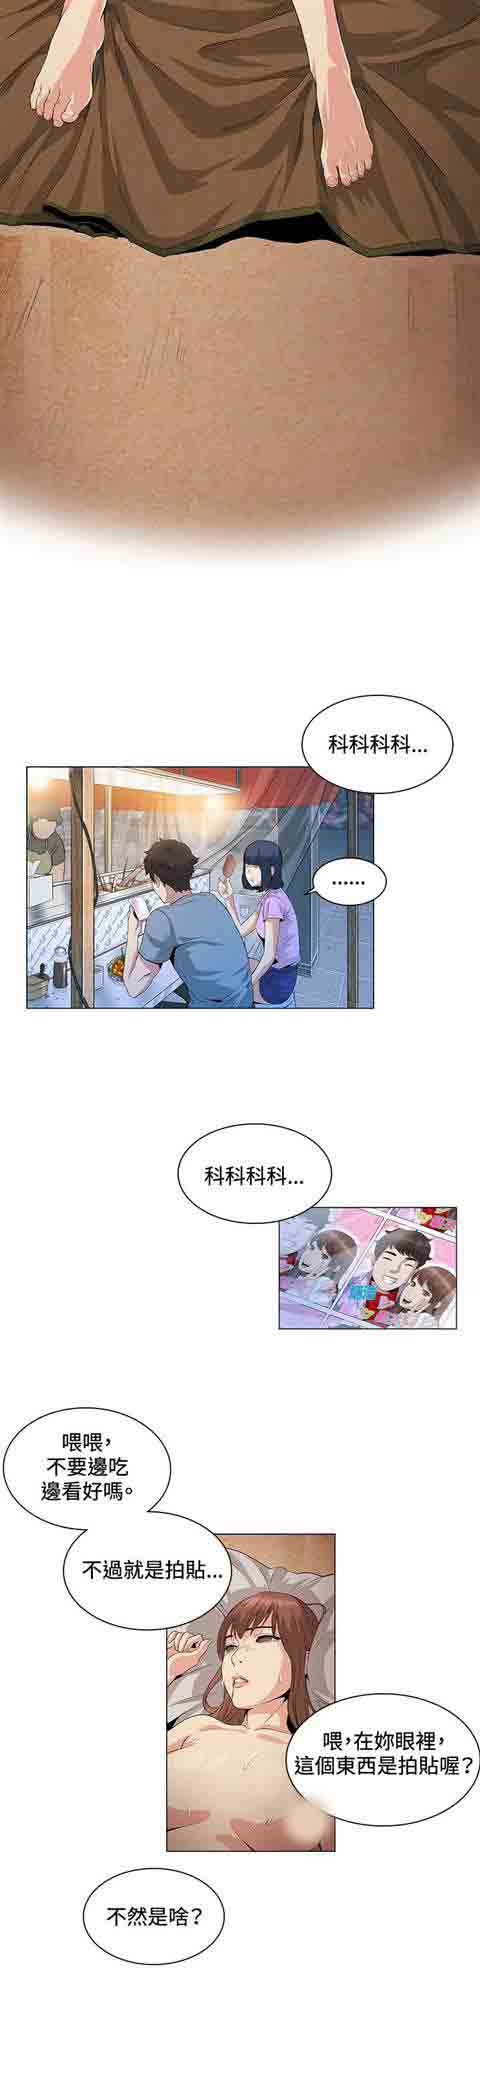 科科科科...
......
科科科科...
喂喂，
不要邊吃
邊看好嗎。
不過就是拍貼...
喂，在妳眼裡，
這個東西是拍貼喔？
不然是啥？